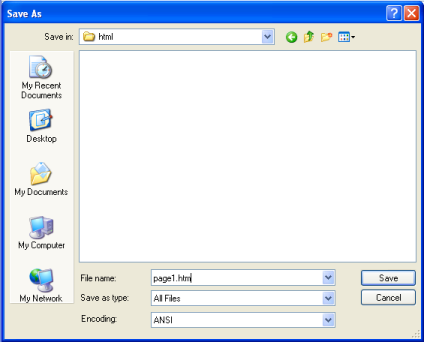 Save As
Save in: html
My Recent
Documents
Desktop
My Documents
My Computer
My Network
File name: page1.htm Save
Save as type: All Files Cancel
Encoding: ANSI